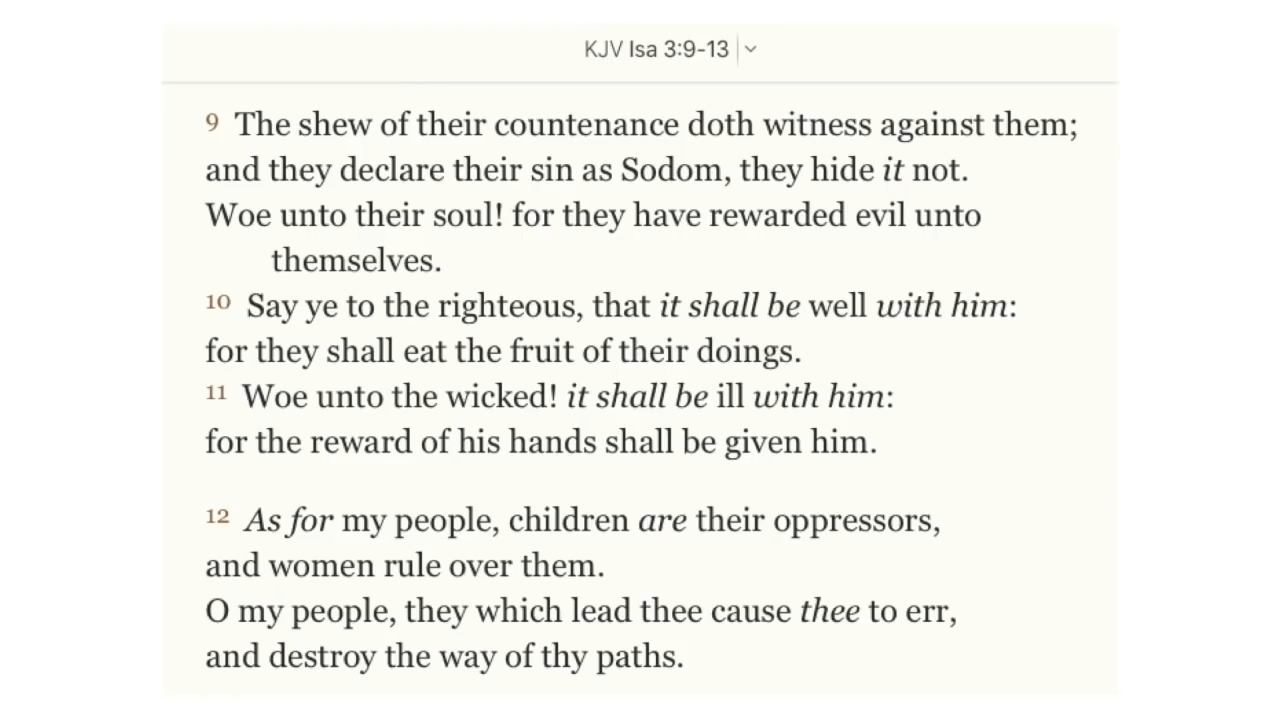 KJV Isa 3:9-13
9 The shew of their countenance doth witness against them;
and they declare their sin as Sodom, they hide it not.
Woe unto their soul! for they have rewarded evil unto
themselves.
10 Say ye to the righteous, that it shall be well with him:
for they shall eat the fruit of their doings.
11 Woe unto the wicked! it shall be ill with him:
for the reward of his hands shall be given him.
12 As for my people, children are their oppressors,
and women rule over them.
O my people, they which lead thee cause thee to err,
and destroy the way of thy paths.